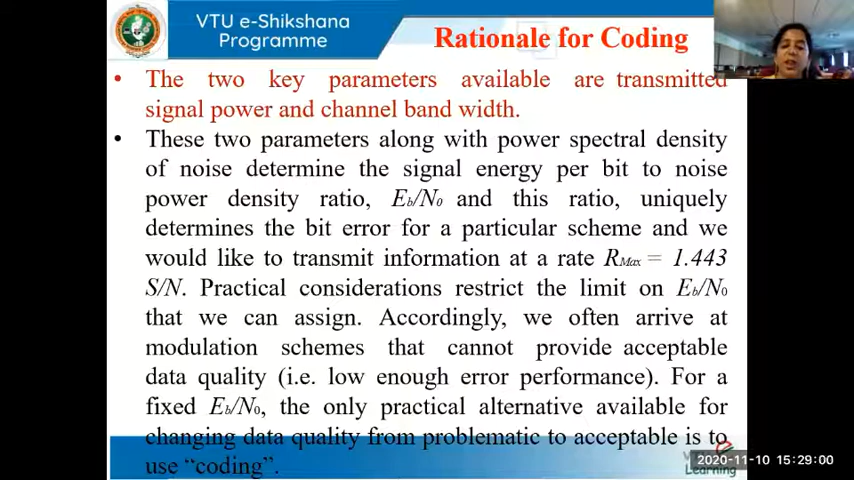 VTU e-Shikshana
Programme
Rationale for Coding
• The two key parameters available are transmitted
signal power and channel band width.
• These two parameters along with power spectral density
of noise determine the signal energy per bit to noise
power density ratio, Eb/N0 and this ratio, uniquely
determines the bit error for a particular scheme and we
would like to transmit information at a rate RMax = 1.443
S/N. Practical considerations restrict the limit on Eb/N0
that we can assign. Accordingly, we often arrive at
modulation schemes that cannot provide acceptable
data quality (i.e. low enough error performance). For a
fixed Eb/N0, the only practical alternative available for
changing data quality from problematic to acceptable is to
use “coding”.
Learning
2020-11-10 15:29:00